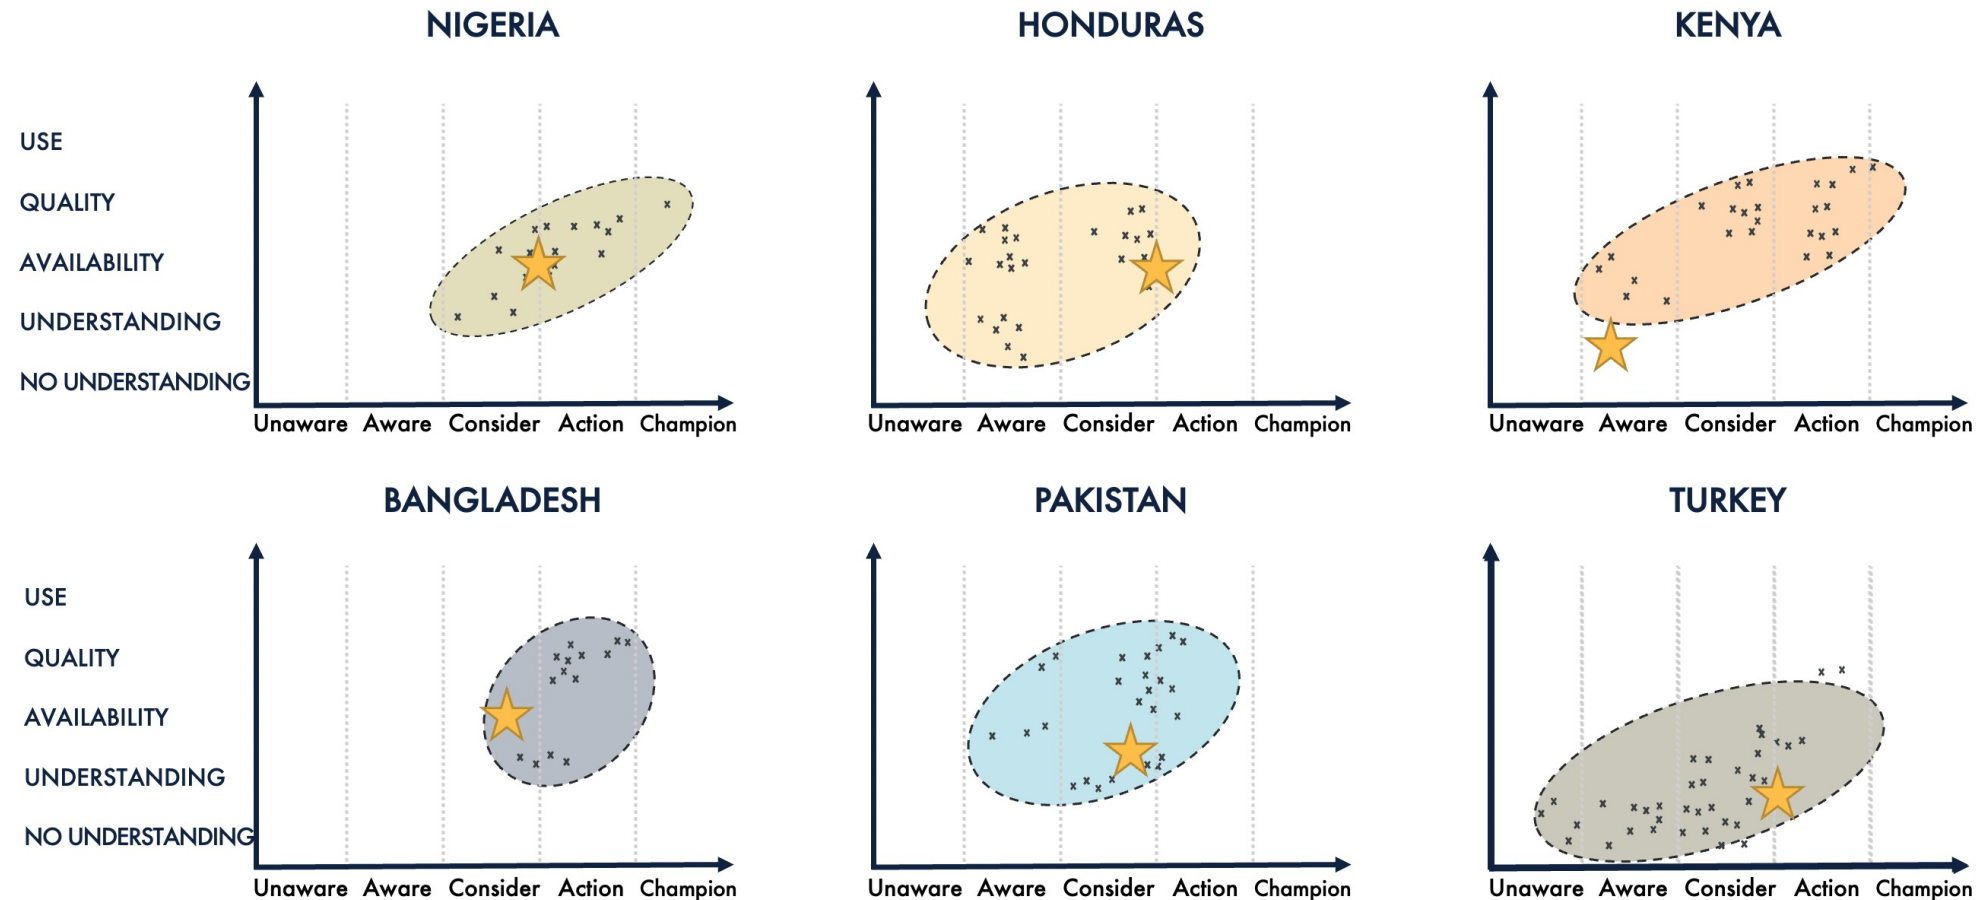 NIGERIA
HONDURAS
KENYA
USE
QUALITY
AVAILABILITY
UNDERSTANDING
NO UNDERSTANDING
Unaware Aware Consider Action Champion
Unaware Aware Consider Action Champion
Unaware Aware Consider Action Champion
BANGLADESH
PAKISTAN
TURKEY
USE
QUALITY
AVAILABILITY
UNDERSTANDING
NO UNDERSTANDING
Unaware Aware Consider Action Champion
Unaware Aware Consider Action Champion
Unaware Aware Consider Action Champion